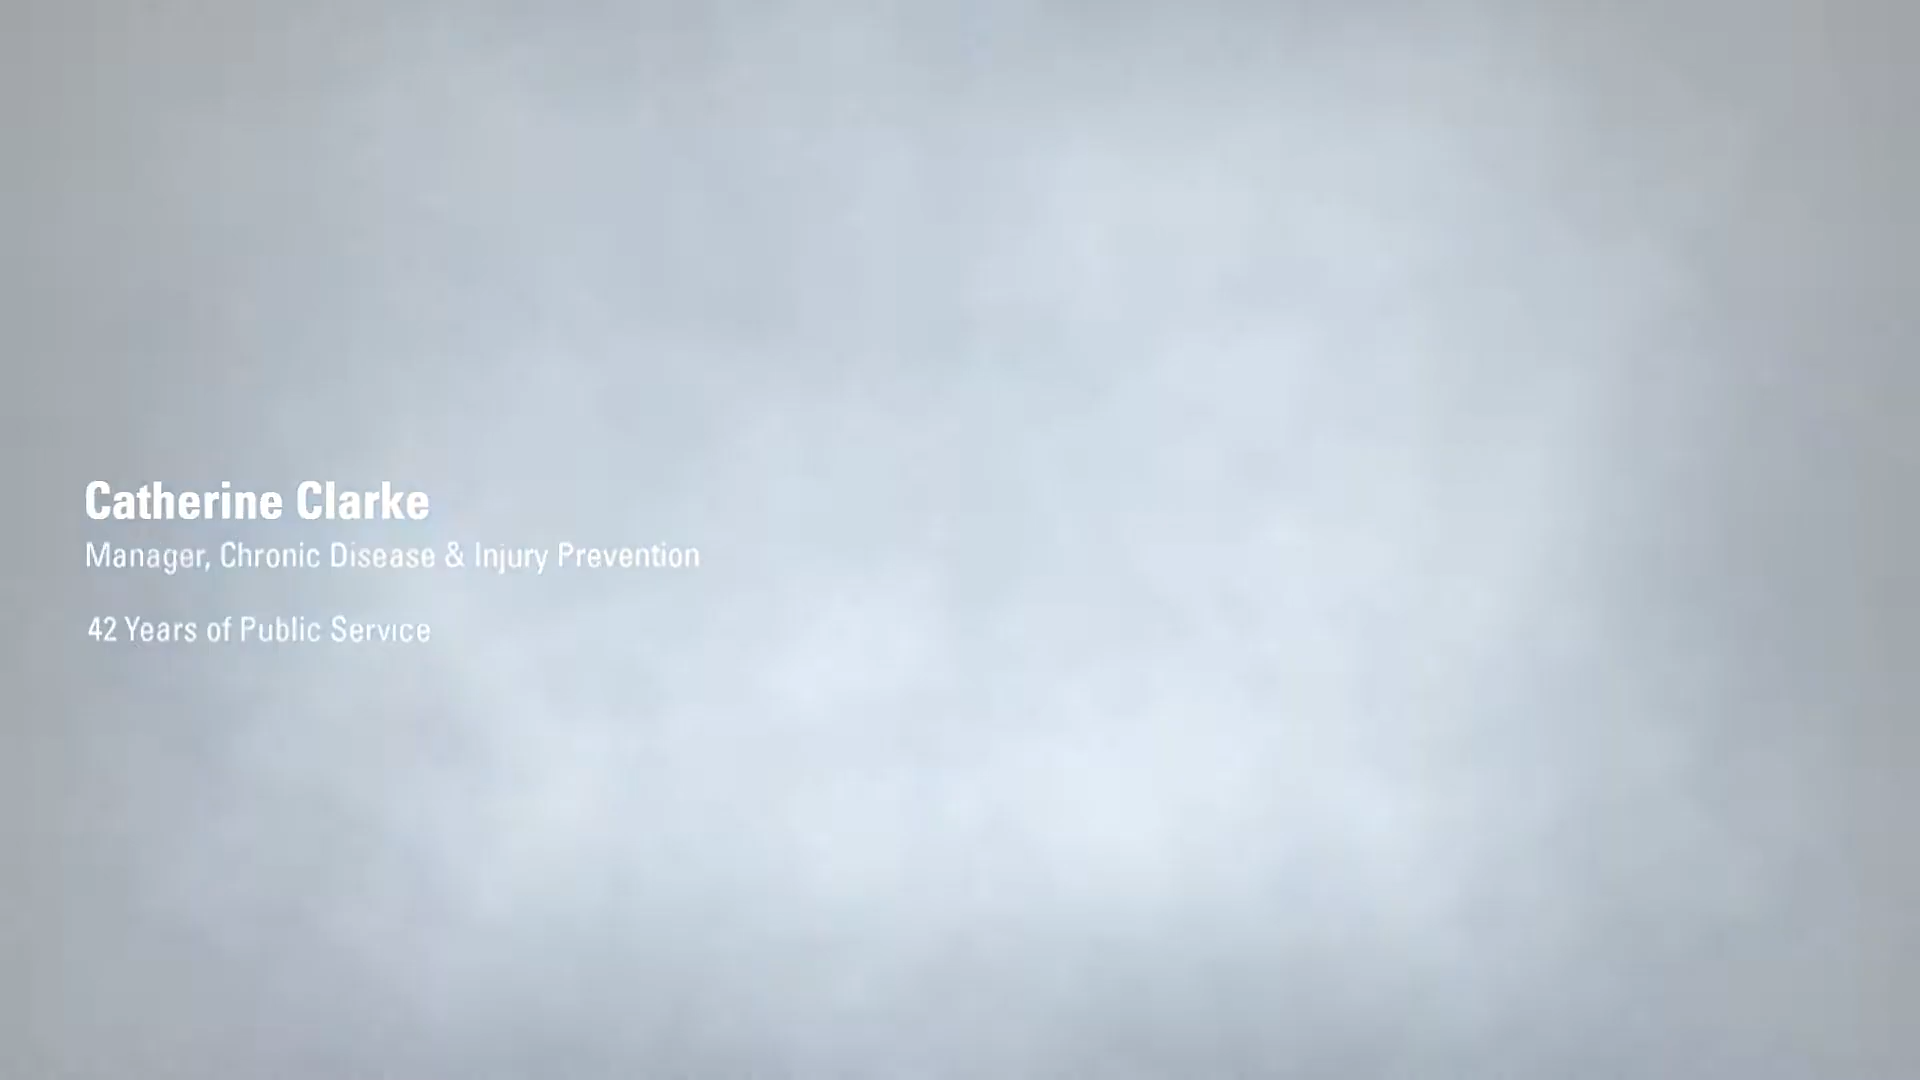 Catherine Clarke
Manager, Chronic Disease & Injury Prevention
42 Years of Public Service